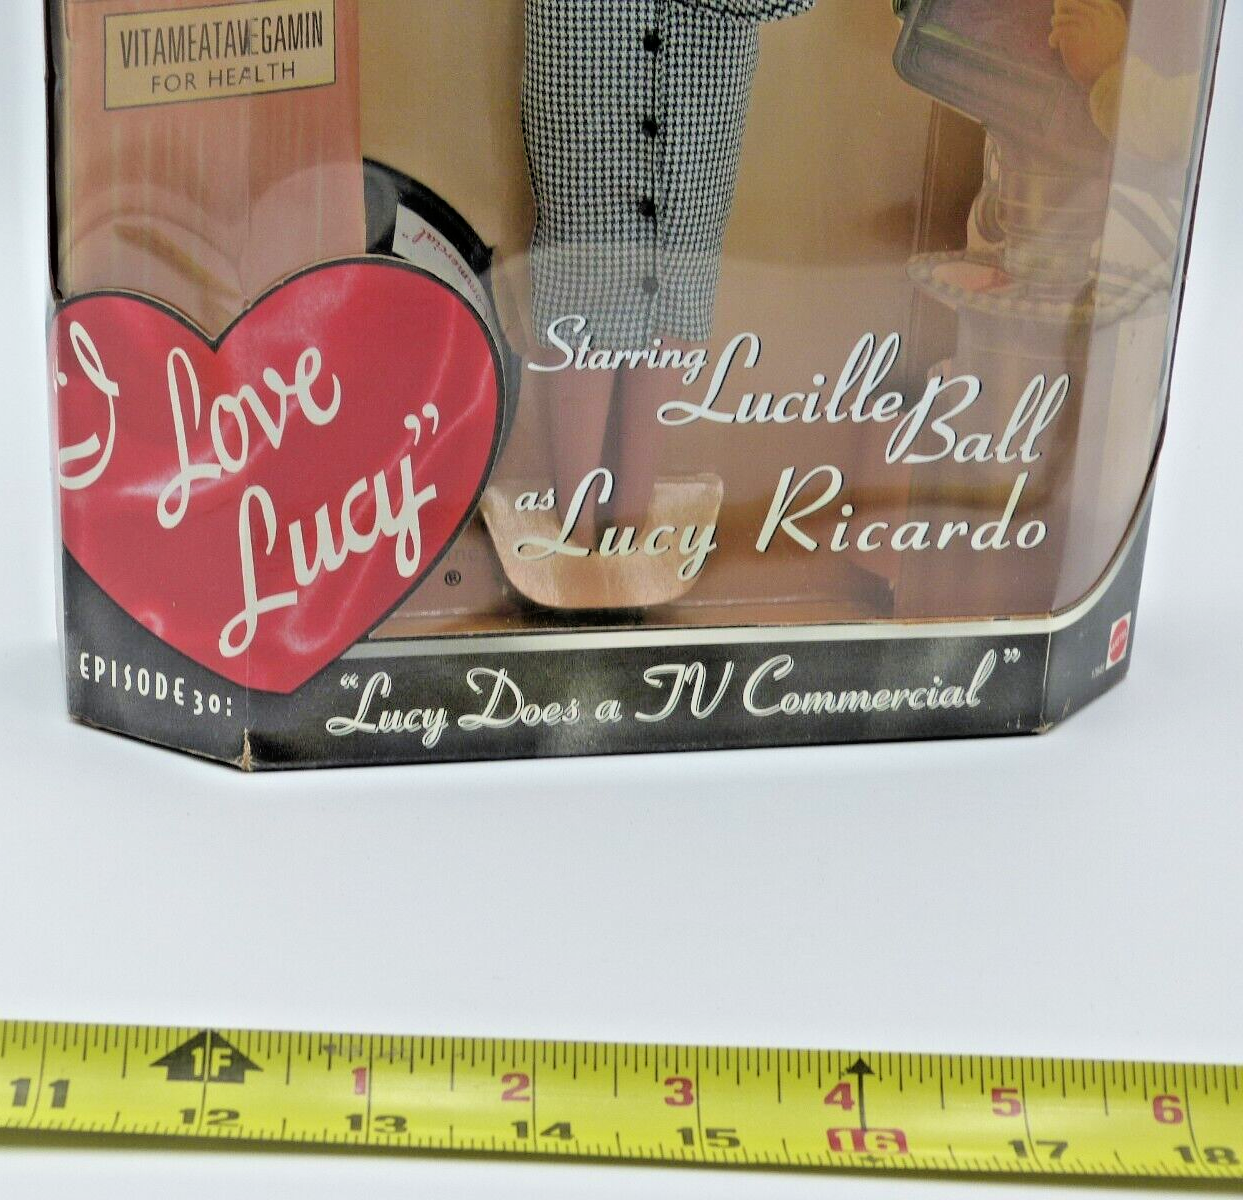 VITAMEATAVEGAMIN
FOR HEALTH
Commercial"
"I Love Lucy"
®
Starring Lucille Ball
as Lucy Ricardo
EPISODE 30:
"Lucy Does a TV Commercial"
1F 1 2 3 4 5 6
11 12 13 14 15 16 17 18